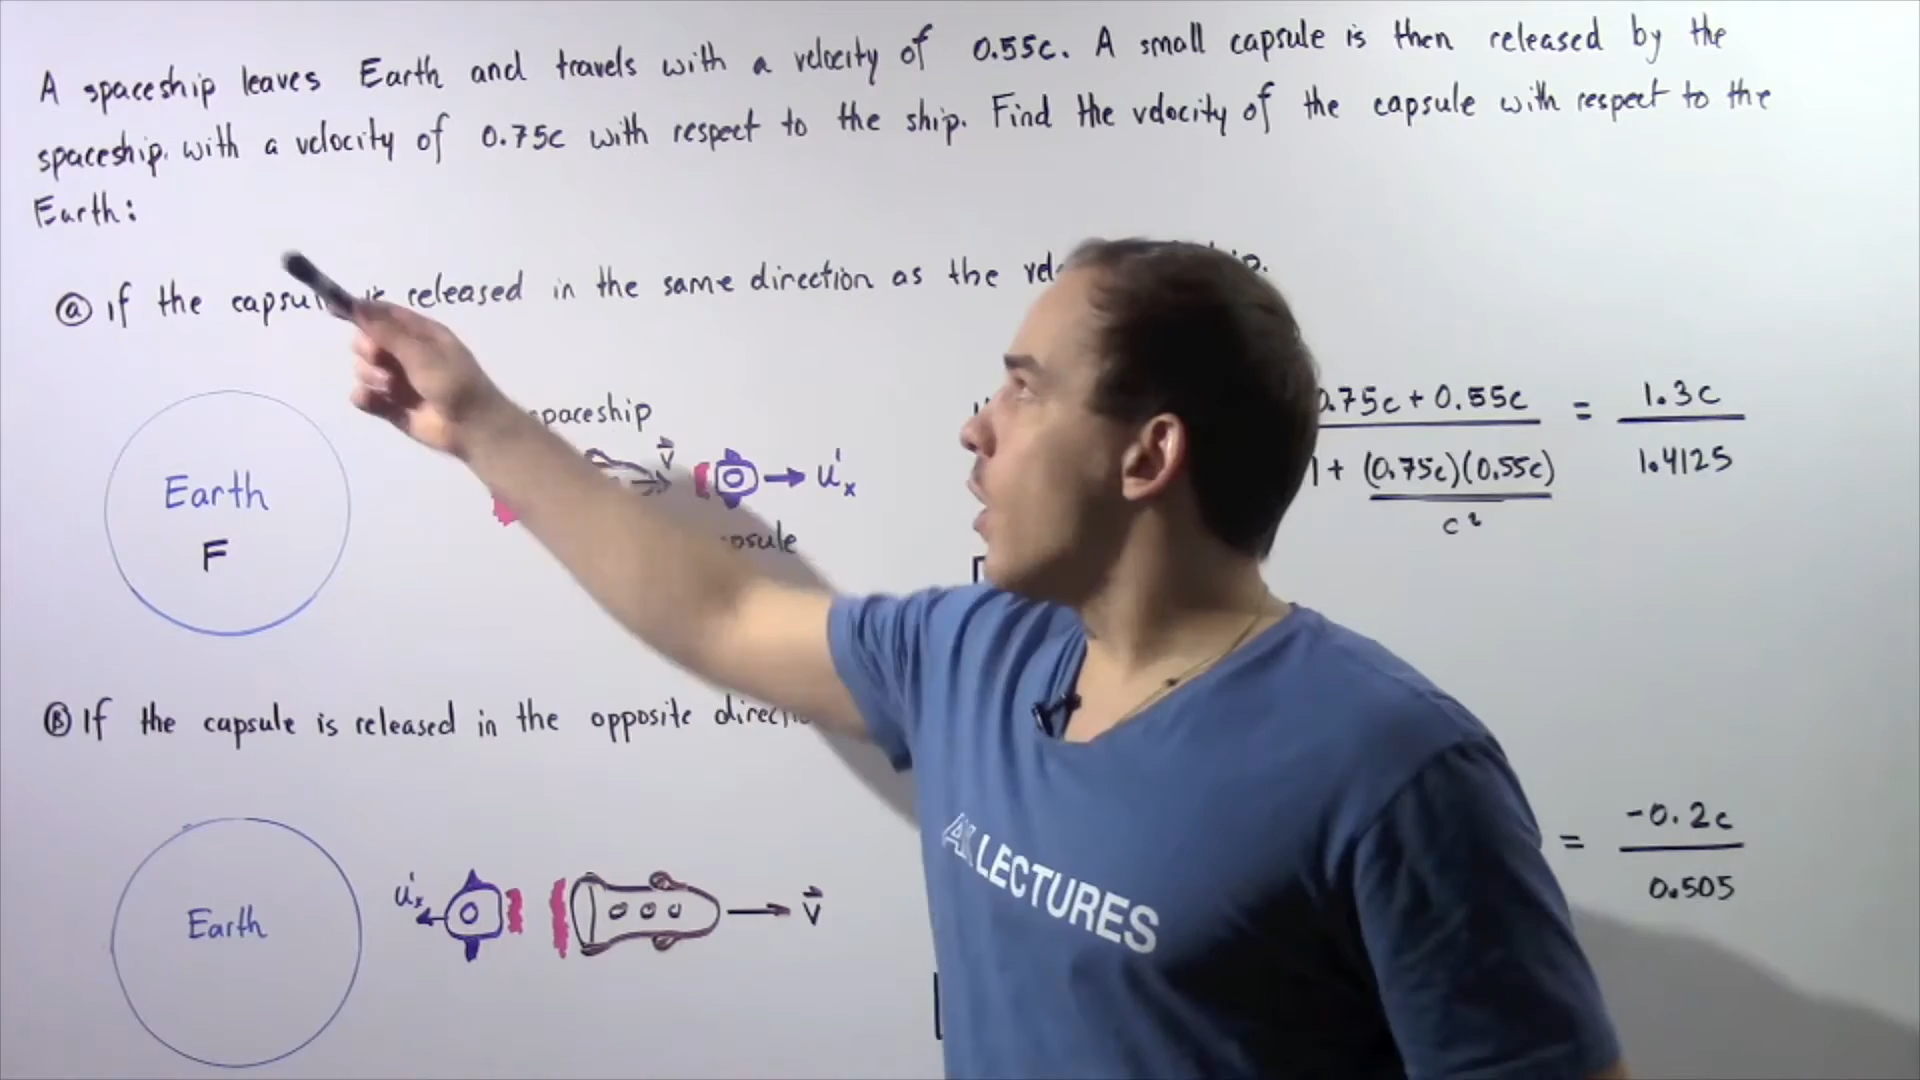 A spaceship leaves Earth and travels with a velocity of 0.55c. A small capsule is then released by the
spaceship with a velocity of 0.75c with respect to the ship. Find the velocity of the capsule with respect to the
Earth:
ⓐ if the capsule is released in the same direction as the
spaceship
v⃗
u'ₓ
Earth
F
0.75c + 0.55c = 1.3c
1 + (0.75c)(0.55c) 1.4125
c²
Ⓑ If the capsule is released in the opposite
-0.2c
=
0.505
u'ₓ
Earth
v⃗
AK LECTURES